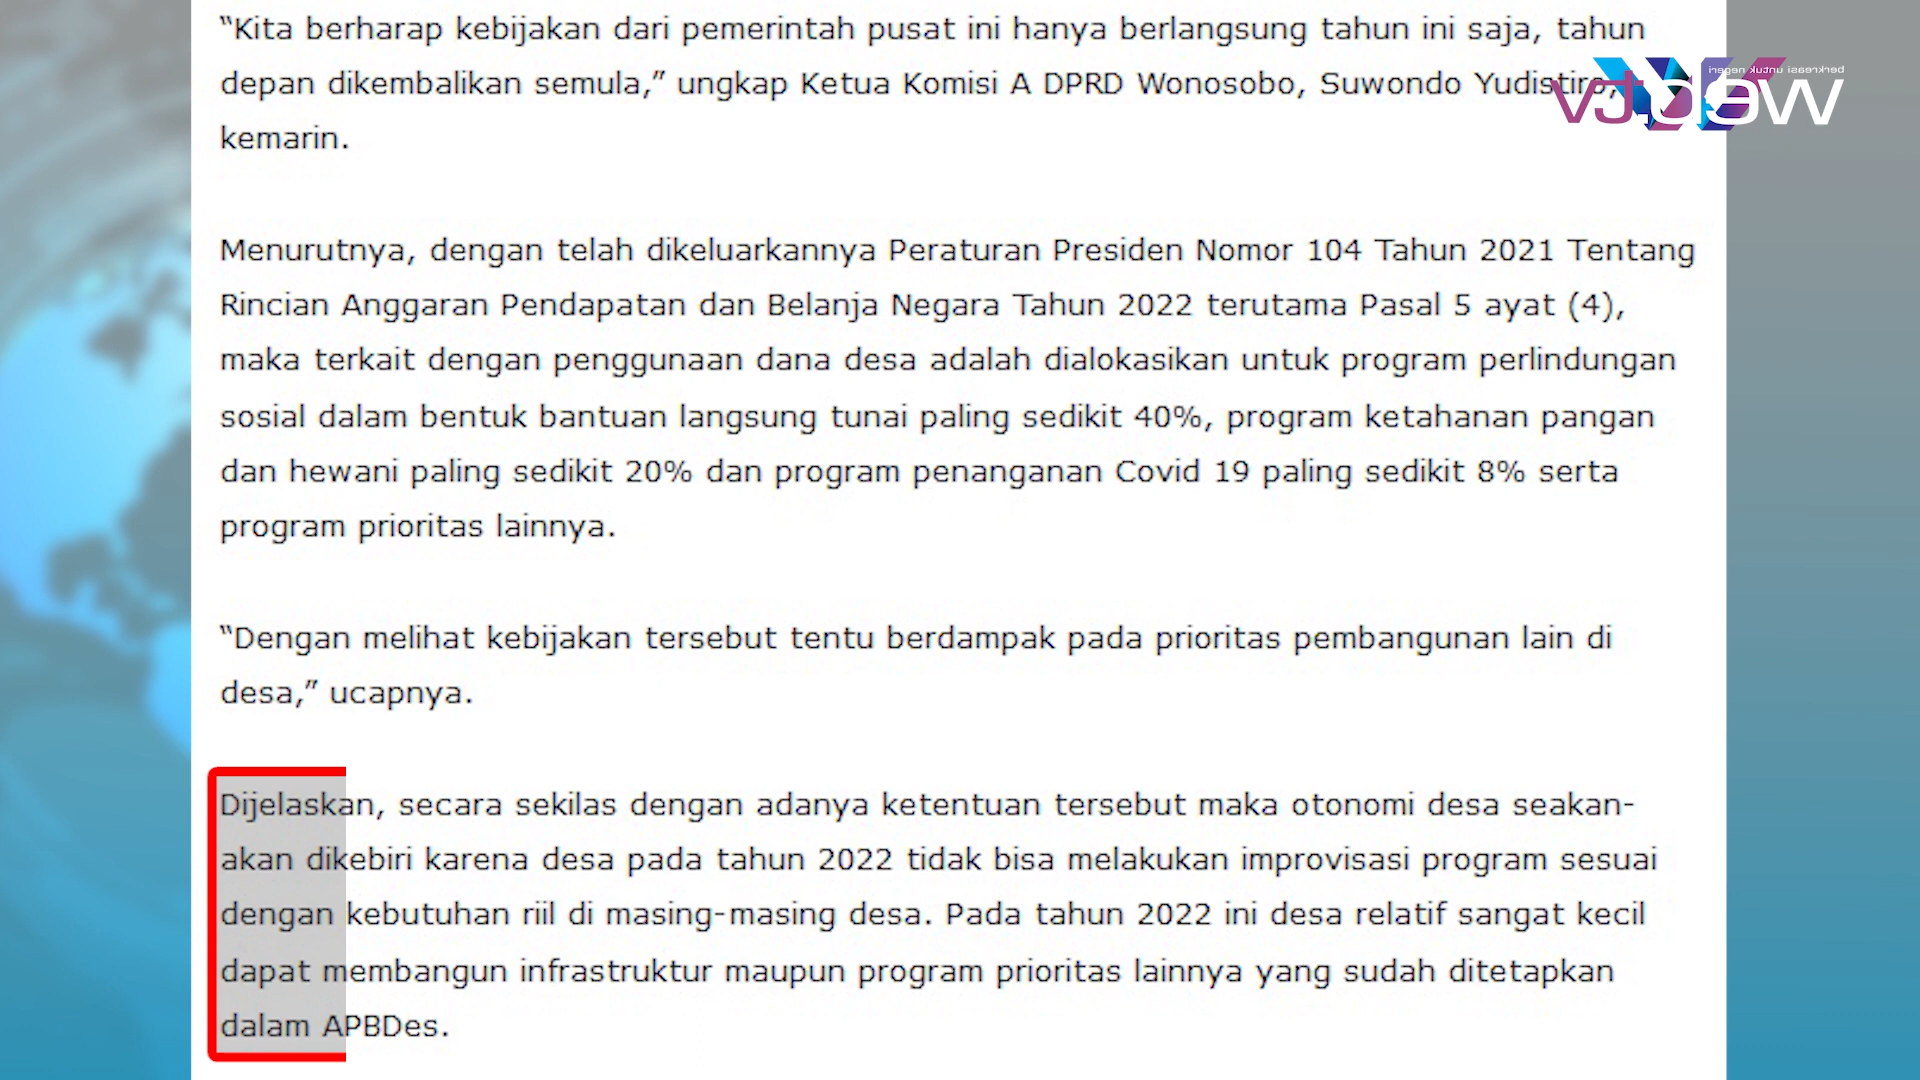 “Kita berharap kebijakan dari pemerintah pusat ini hanya berlangsung tahun ini saja, tahun
depan dikembalikan semula,” ungkap Ketua Komisi A DPRD Wonosobo, Suwondo Yudistiro,
kemarin.
Menurutnya, dengan telah dikeluarkannya Peraturan Presiden Nomor 104 Tahun 2021 Tentang
Rincian Anggaran Pendapatan dan Belanja Negara Tahun 2022 terutama Pasal 5 ayat (4),
maka terkait dengan penggunaan dana desa adalah dialokasikan untuk program perlindungan
sosial dalam bentuk bantuan langsung tunai paling sedikit 40%, program ketahanan pangan
dan hewani paling sedikit 20% dan program penanganan Covid 19 paling sedikit 8% serta
program prioritas lainnya.
“Dengan melihat kebijakan tersebut tentu berdampak pada prioritas pembangunan lain di
desa,” ucapnya.
Dijelaskan, secara sekilas dengan adanya ketentuan tersebut maka otonomi desa seakan-
akan dikebiri karena desa pada tahun 2022 tidak bisa melakukan improvisasi program sesuai
dengan kebutuhan riil di masing-masing desa. Pada tahun 2022 ini desa relatif sangat kecil
dapat membangun infrastruktur maupun program prioritas lainnya yang sudah ditetapkan
dalam APBDes.
berkreasi untuk negeri
web.tv